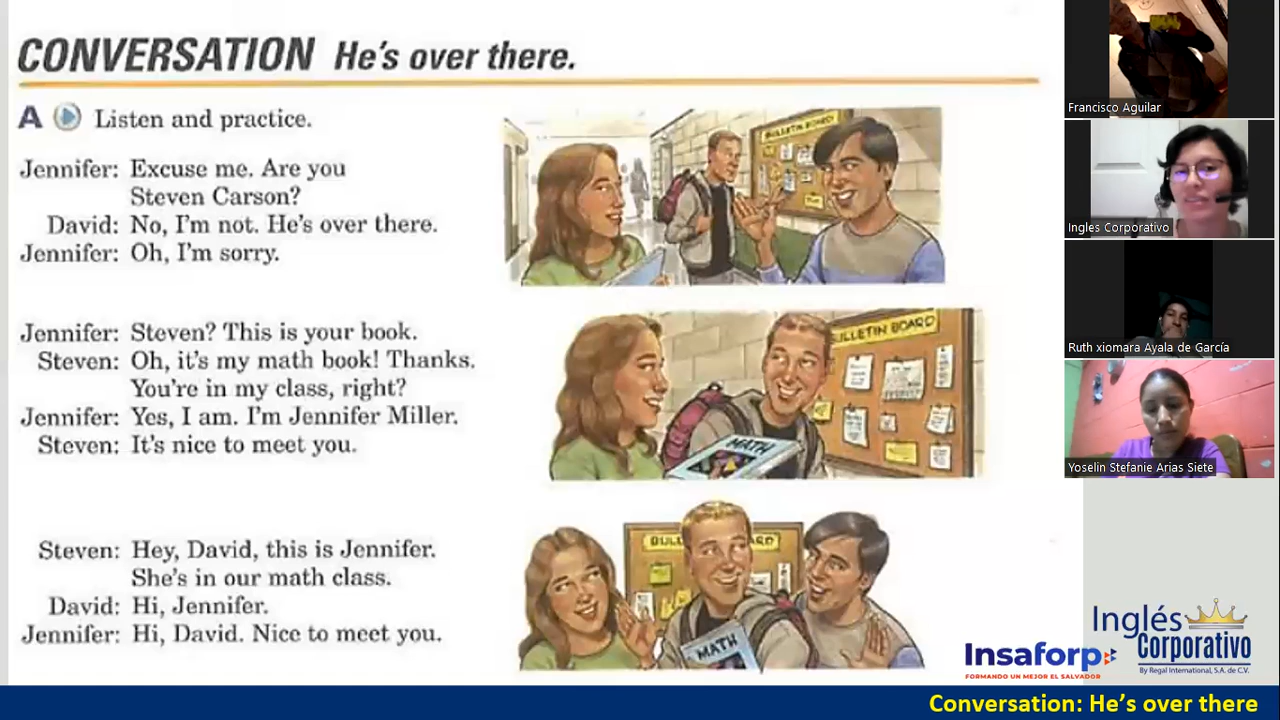 CONVERSATION He's over there.
A Listen and practice.
Jennifer: Excuse me. Are you
Steven Carson?
David: No, I'm not. He's over there.
Jennifer: Oh, I'm sorry.
BULLETIN BOARD
Jennifer: Steven? This is your book.
Steven: Oh, it's my math book! Thanks.
You're in my class, right?
Jennifer: Yes, I am. I'm Jennifer Miller.
Steven: It's nice to meet you.
BULLETIN BOARD
MATH
Steven: Hey, David, this is Jennifer.
She's in our math class.
David: Hi, Jennifer.
Jennifer: Hi, David. Nice to meet you.
MATH
Francisco Aguilar
Ingles Corporativo
Ruth xiomara Ayala de García
Yoselin Stefanie Arias Siete
Insaforp
FORMANDO UN MEJOR EL SALVADOR
Inglés
Corporativo
By Regal International, S.A. de C.V.
Conversation: He's over there